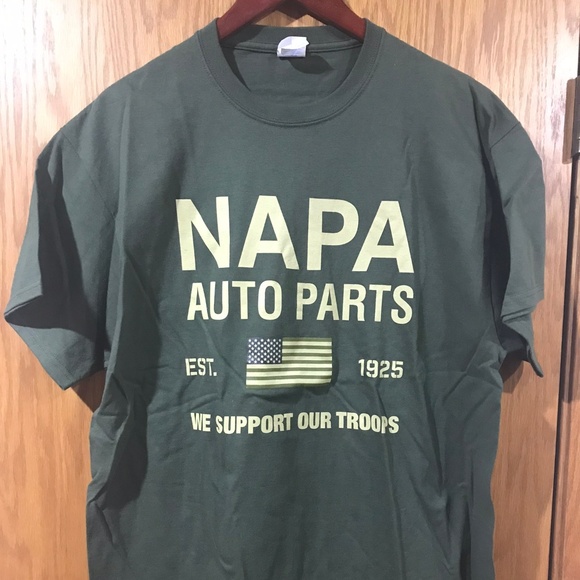 NAPA
AUTO PARTS
EST. 1925
WE SUPPORT OUR TROOPS